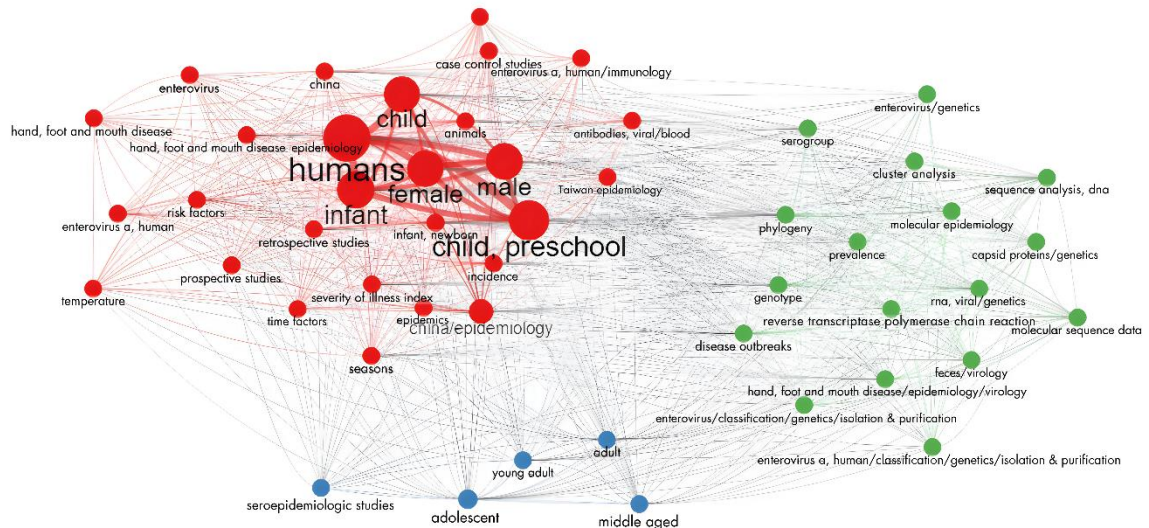 case control studies
enterovirus a, human/immunology
china
enterovirus
enterovirus/genetics
child
hand, foot and mouth disease
animals
antibodies, viral/blood
serogroup
hand, foot and mouth disease epidemiology
humans
cluster analysis
female
male
Taiwan epidemiology
sequence analysis, dna
infant
risk factors
enterovirus a, human
phylogeny
molecular epidemiology
infant, newborn
retrospective studies
child, preschool
prevalence
capsid proteins/genetics
prospective studies
incidence
temperature
severity of illness index
genotype
rna, viral/genetics
time factors
epidemics
china/epidemiology
reverse transcriptase polymerase chain reaction
molecular sequence data
disease outbreaks
seasons
feces/virology
hand, foot and mouth disease/epidemiology/virology
enterovirus/classification/genetics/isolation & purification
adult
enterovirus a, human/classification/genetics/isolation & purification
young adult
seroepidemiologic studies
adolescent
middle aged